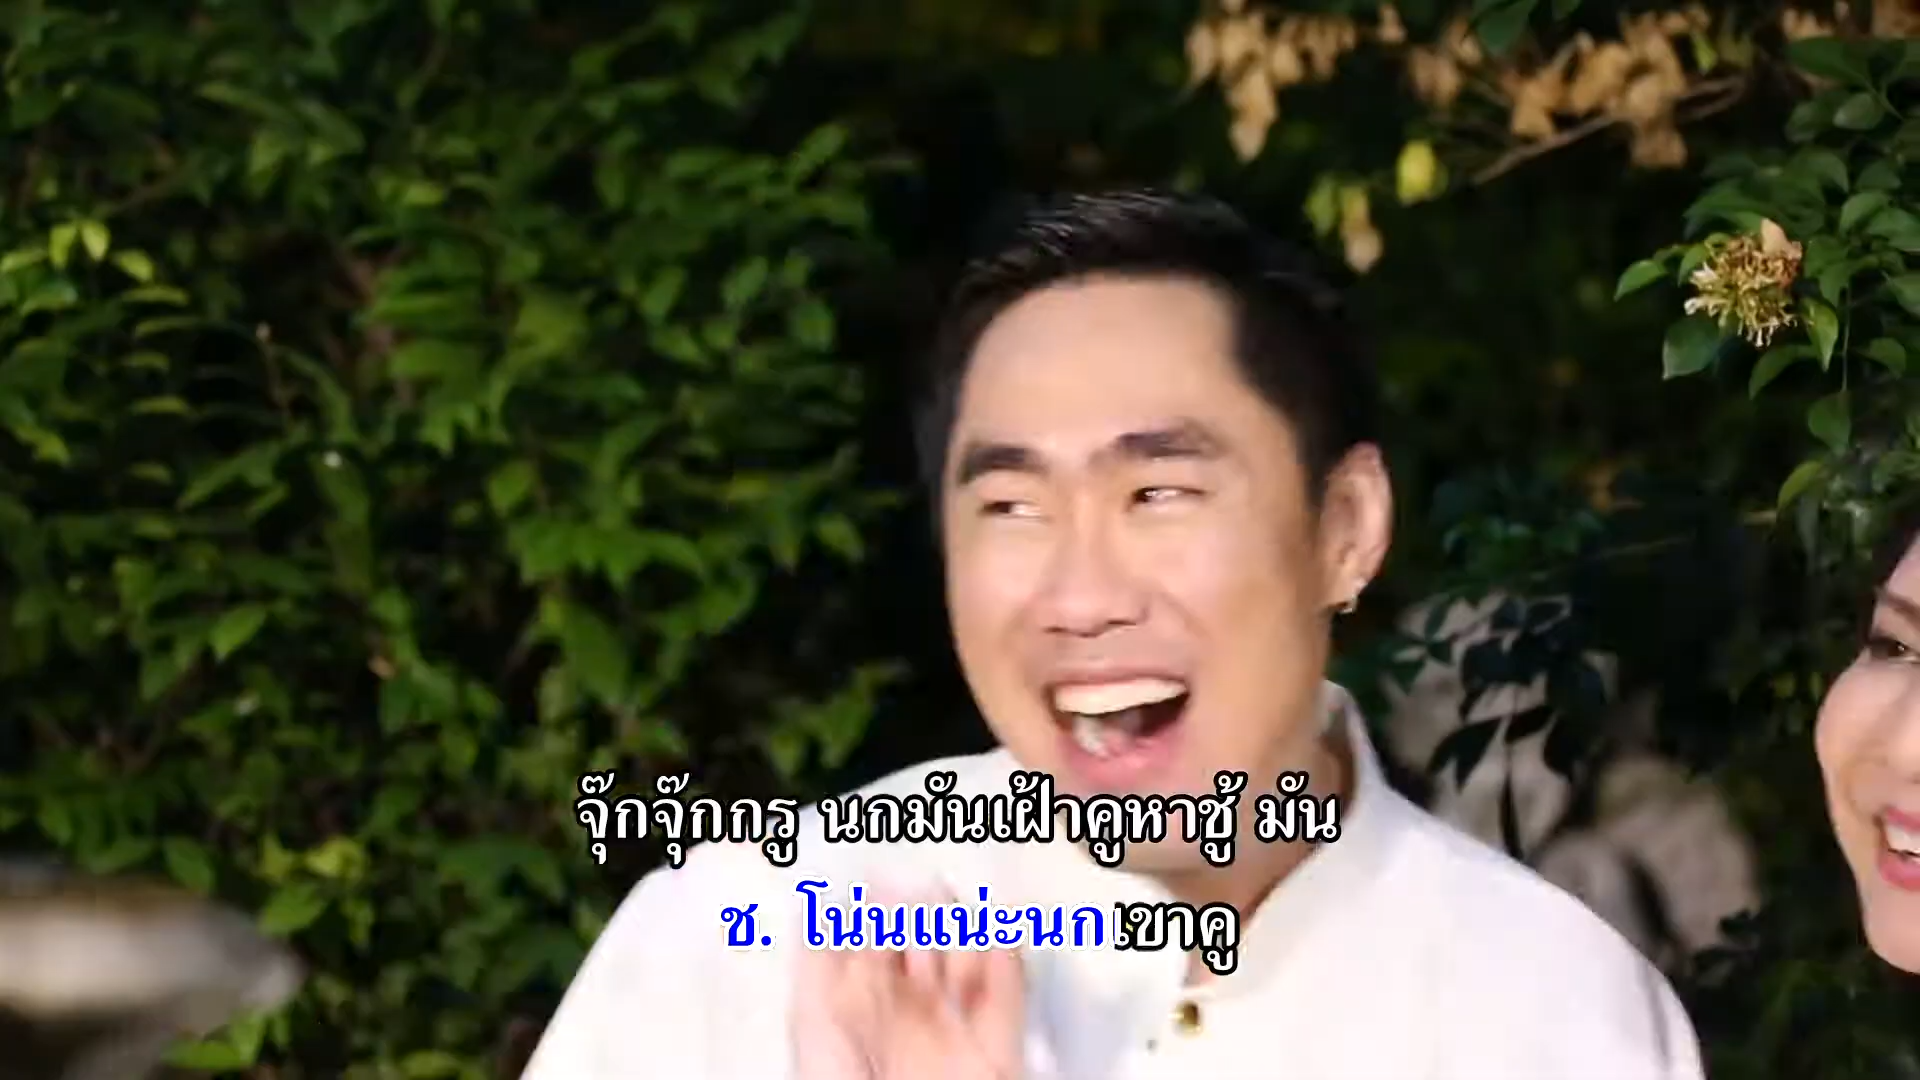 จุ๊กจุ๊กกรู นกมันเฝ้าคูหาชู้ มัน
ช. โน่นแน่ะนกเขาคู